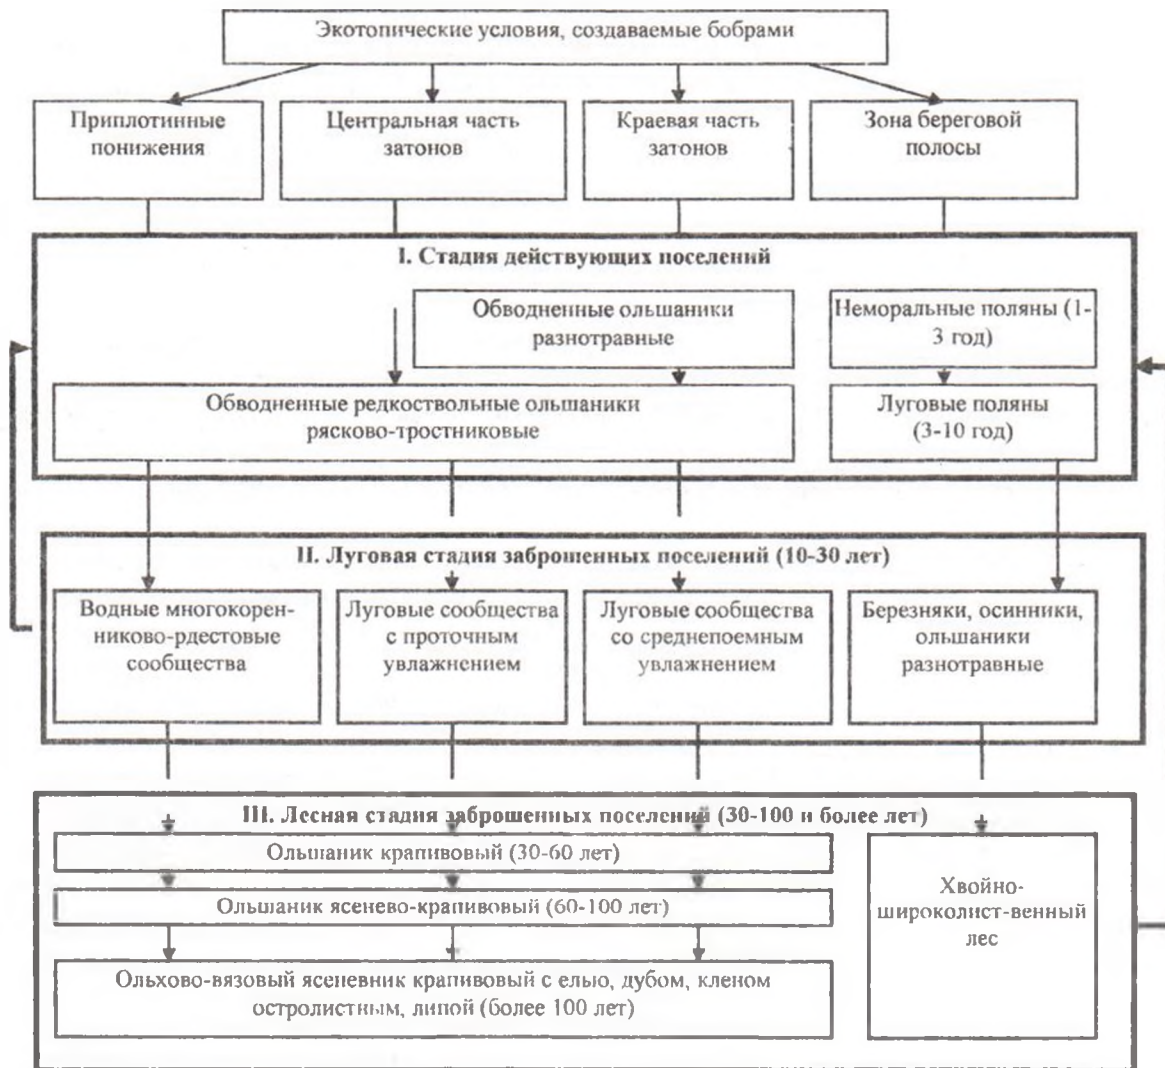 Экотопические условия, создаваемые бобрами
Приплотинные
понижения
Центральная часть
затонов
Краевая часть
затонов
Зона береговой
полосы
I. Стадия действующих поселений
Обводненные ольшаники
разнотравные
Неморальные поляны (1-
3 год)
Обводненные редкоствольные ольшаники
рясково-тростниковые
Луговые поляны
(3-10 год)
II. Луговая стадия заброшенных поселений (10-30 лет)
Водные многокорен-
никово-рдестовые
сообщества
Луговые сообщества
с проточным
увлажнением
Луговые сообщества
со среднепоемным
увлажнением
Березняки, осинники,
ольшаники
разнотравные
III. Лесная стадия заброшенных поселений (30-100 и более лет)
Ольшаник крапивовый (30-60 лет)
Ольшаник ясенево-крапивовый (60-100 лет)
Ольхово-вязовый ясеневник крапивовый с елью, дубом, кленом
остролистным, липой (более 100 лет)
Хвойно-
широколист-венный
лес